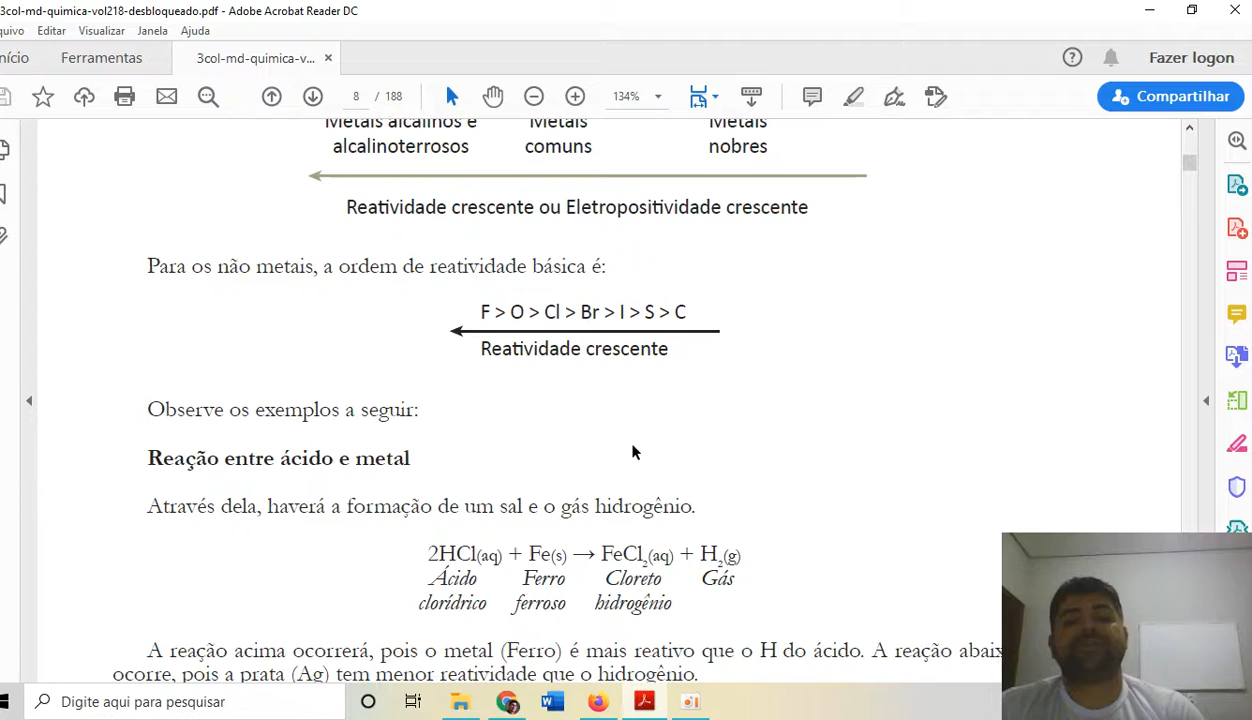 3col-md-quimica-vol218-desbloqueado.pdf - Adobe Acrobat Reader DC
quivo Editar Visualizar Janela Ajuda
nício Ferramentas 3col-md-quimica-v... × Fazer logon
8 / 188 134% Compartilhar
Metais alcalinos e Metais Metais
alcalinoterrosos comuns nobres
Reatividade crescente ou Eletropositividade crescente
Para os não metais, a ordem de reatividade básica é:
F > O > Cl > Br > I > S > C
Reatividade crescente
Observe os exemplos a seguir:
Reação entre ácido e metal
Através dela, haverá a formação de um sal e o gás hidrogênio.
2HCl(aq) + Fe(s) → FeCl₂(aq) + H₂(g)
Ácido Ferro Cloreto Gás
clorídrico ferroso hidrogênio
A reação acima ocorrerá, pois o metal (Ferro) é mais reativo que o H do ácido. A reação abaix
ocorre, pois a prata (Ag) tem menor reatividade que o hidrogênio.
Digite aqui para pesquisar